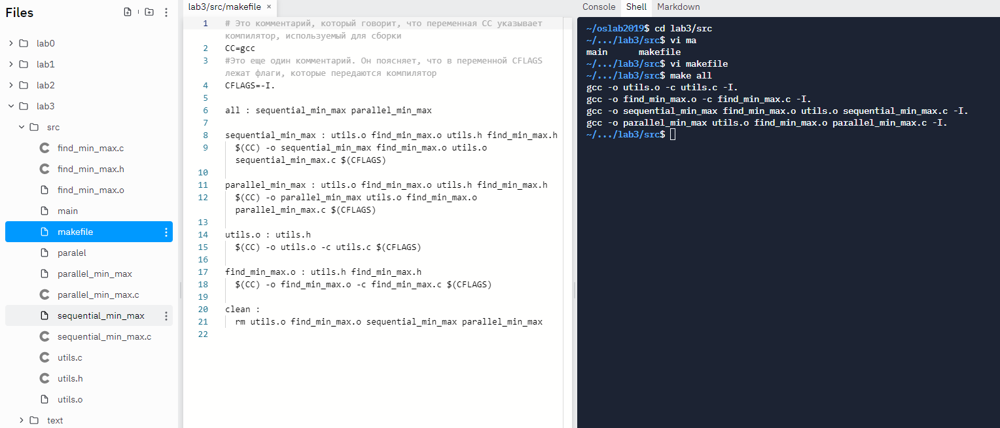 Files
lab0
lab1
lab2
lab3
src
find_min_max.c
find_min_max.h
find_min_max.o
main
makefile
paralel
parallel_min_max
parallel_min_max.c
sequential_min_max
sequential_min_max.c
utils.c
utils.h
utils.o
text
lab3/src/makefile ×
1 # Это комментарий, который говорит, что переменная CC указывает
компилятор, используемый для сборки
2 CC=gcc
3 #Это еще один комментарий. Он поясняет, что в переменной CFLAGS
лежат флаги, которые передаются компилятор
4 CFLAGS=-I.
5
6 all : sequential_min_max parallel_min_max
7
8 sequential_min_max : utils.o find_min_max.o utils.h find_min_max.h
9 $(CC) -o sequential_min_max find_min_max.o utils.o
sequential_min_max.c $(CFLAGS)
10
11 parallel_min_max : utils.o find_min_max.o utils.h find_min_max.h
12 $(CC) -o parallel_min_max utils.o find_min_max.o
parallel_min_max.c $(CFLAGS)
13
14 utils.o : utils.h
15 $(CC) -o utils.o -c utils.c $(CFLAGS)
16
17 find_min_max.o : utils.h find_min_max.h
18 $(CC) -o find_min_max.o -c find_min_max.c $(CFLAGS)
19
20 clean :
21 rm utils.o find_min_max.o sequential_min_max parallel_min_max
22
Console Shell Markdown
~/oslab2019$ cd lab3/src
~/.../lab3/src$ vi ma
main makefile
~/.../lab3/src$ vi makefile
~/.../lab3/src$ make all
gcc -o utils.o -c utils.c -I.
gcc -o find_min_max.o -c find_min_max.c -I.
gcc -o sequential_min_max find_min_max.o utils.o sequential_min_max.c -I.
gcc -o parallel_min_max utils.o find_min_max.o parallel_min_max.c -I.
~/.../lab3/src$